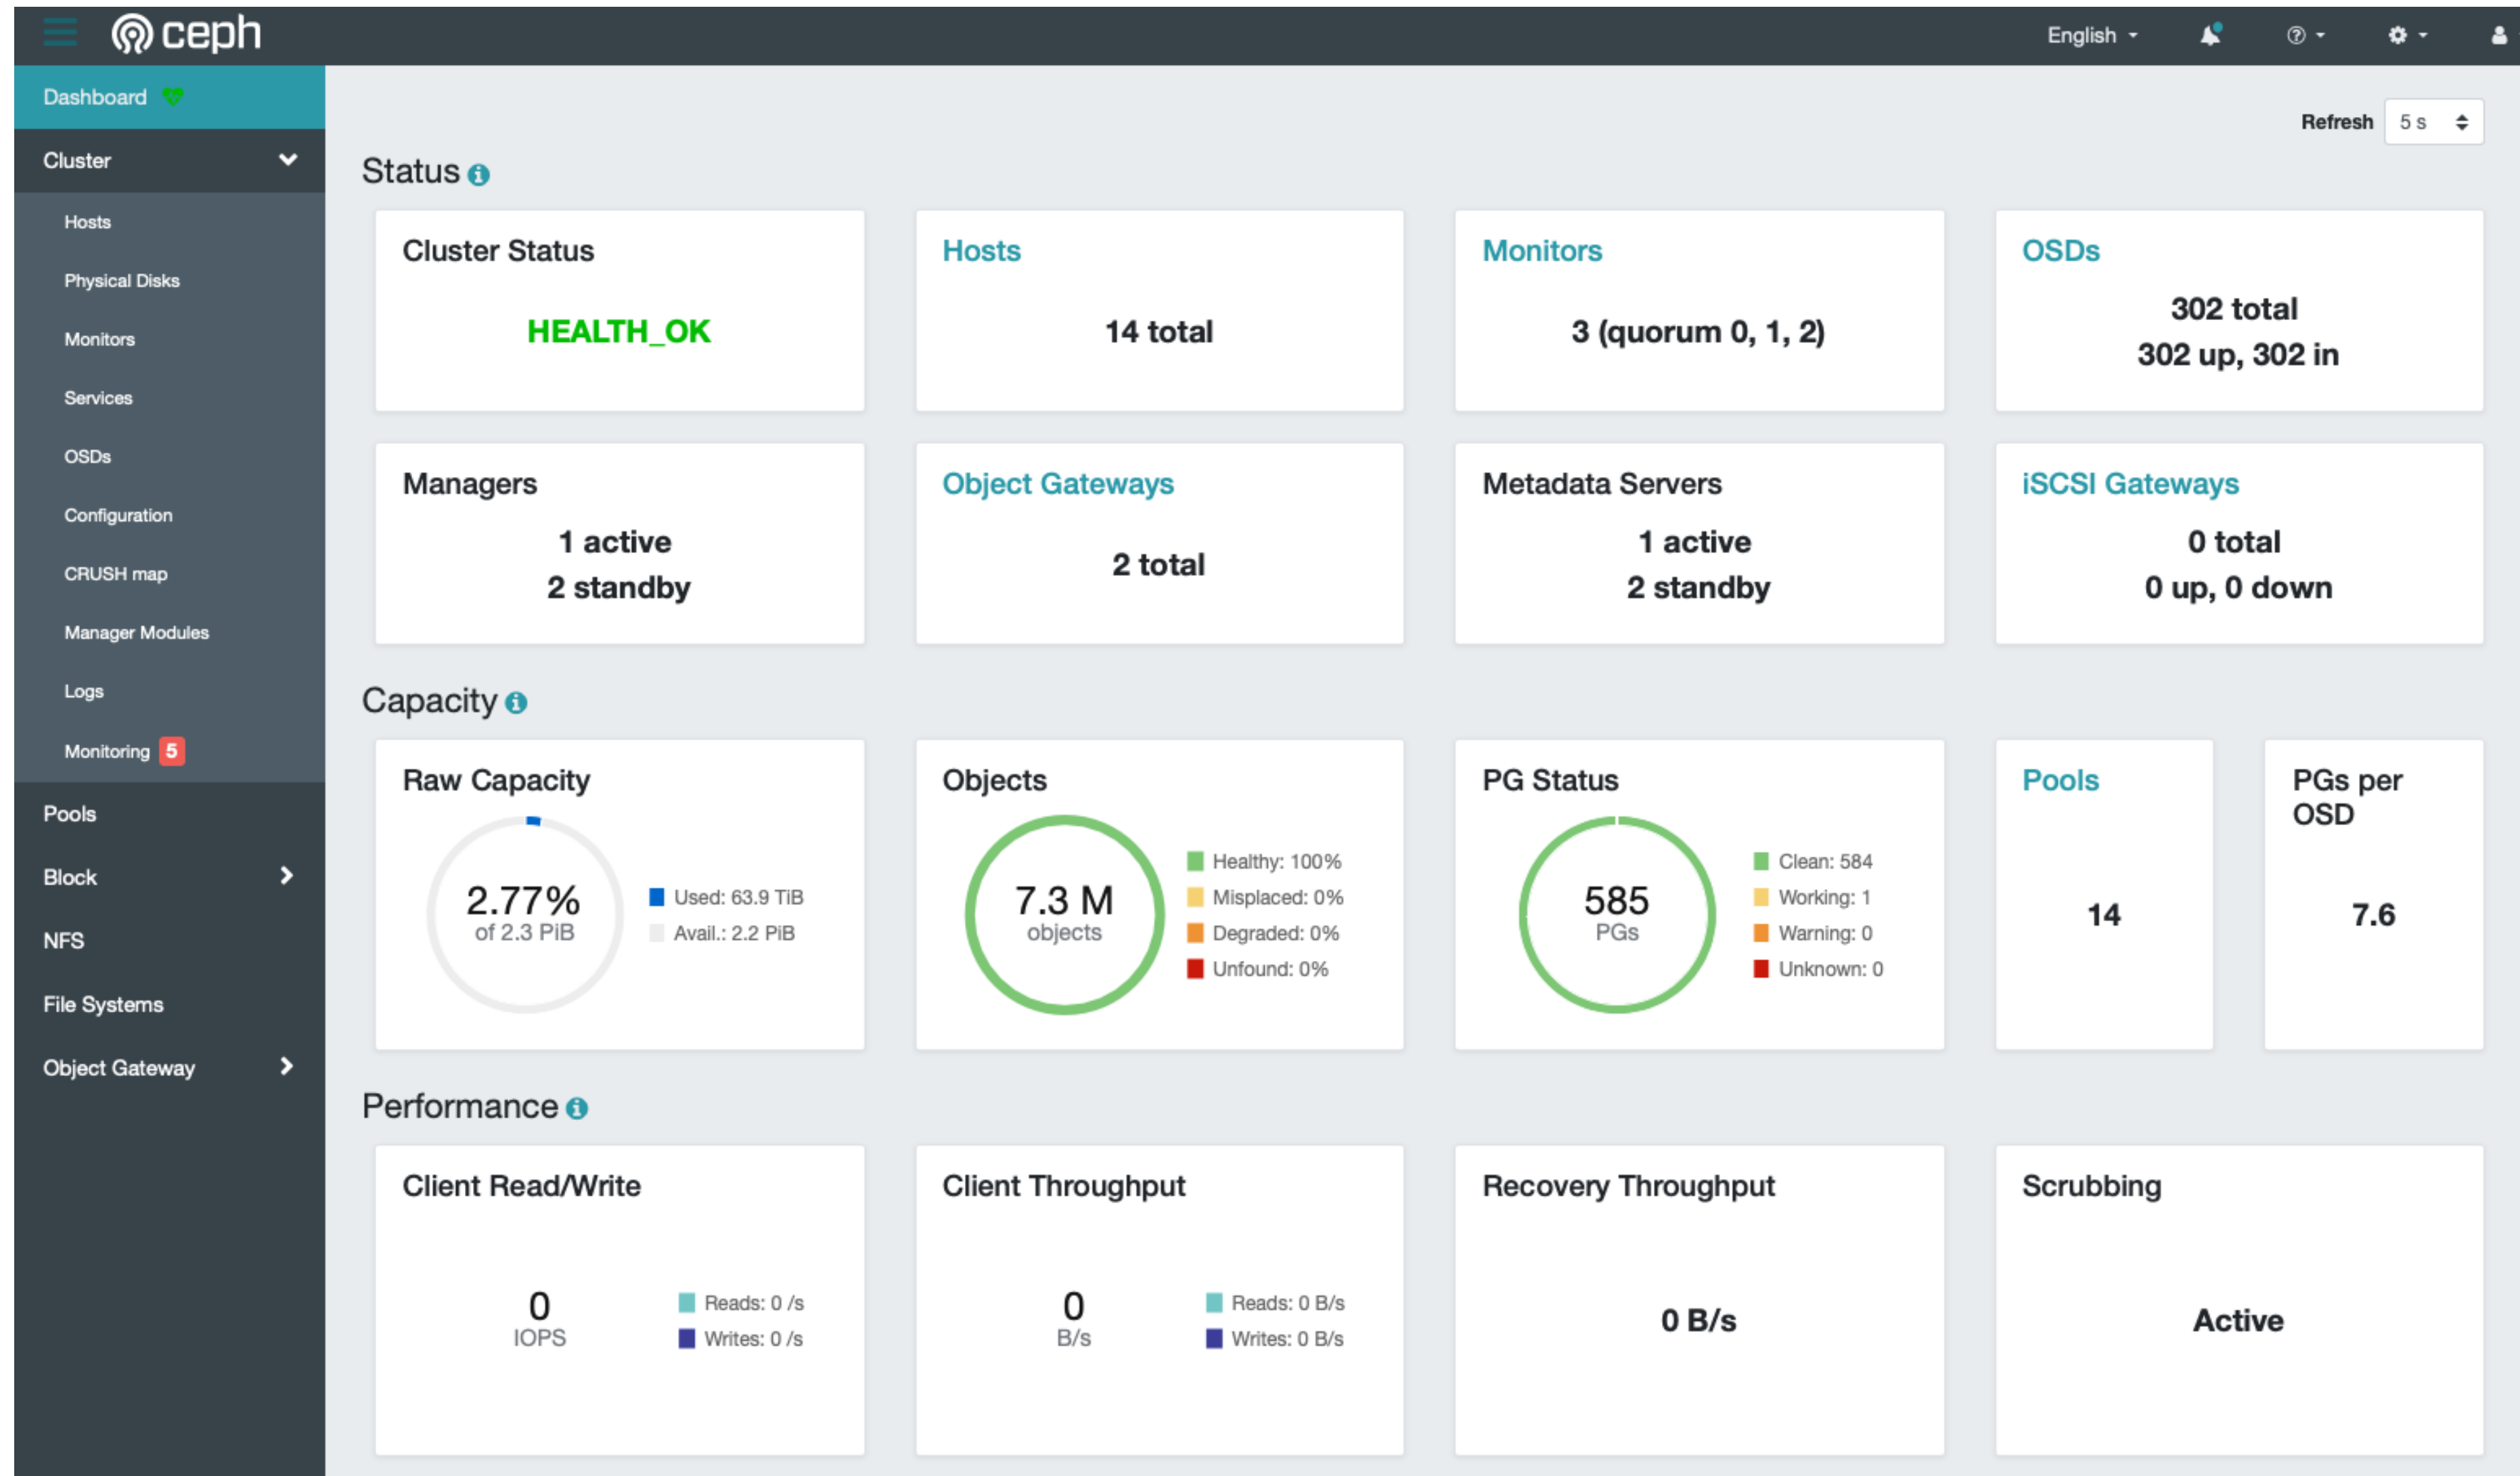 ceph
English
Dashboard
Refresh 5 s
Cluster
Hosts
Physical Disks
Monitors
Services
OSDs
Configuration
CRUSH map
Manager Modules
Logs
Monitoring 5
Pools
Block
NFS
File Systems
Object Gateway
Status
Cluster Status
HEALTH_OK
Hosts
14 total
Monitors
3 (quorum 0, 1, 2)
OSDs
302 total
302 up, 302 in
Managers
1 active
2 standby
Object Gateways
2 total
Metadata Servers
1 active
2 standby
iSCSI Gateways
0 total
0 up, 0 down
Capacity
Raw Capacity
2.77%
of 2.3 PiB
Used: 63.9 TiB
Avail.: 2.2 PiB
Objects
7.3 M
objects
Healthy: 100%
Misplaced: 0%
Degraded: 0%
Unfound: 0%
PG Status
585
PGs
Clean: 584
Working: 1
Warning: 0
Unknown: 0
Pools
14
PGs per
OSD
7.6
Performance
Client Read/Write
0
IOPS
Reads: 0 /s
Writes: 0 /s
Client Throughput
0
B/s
Reads: 0 B/s
Writes: 0 B/s
Recovery Throughput
0 B/s
Scrubbing
Active